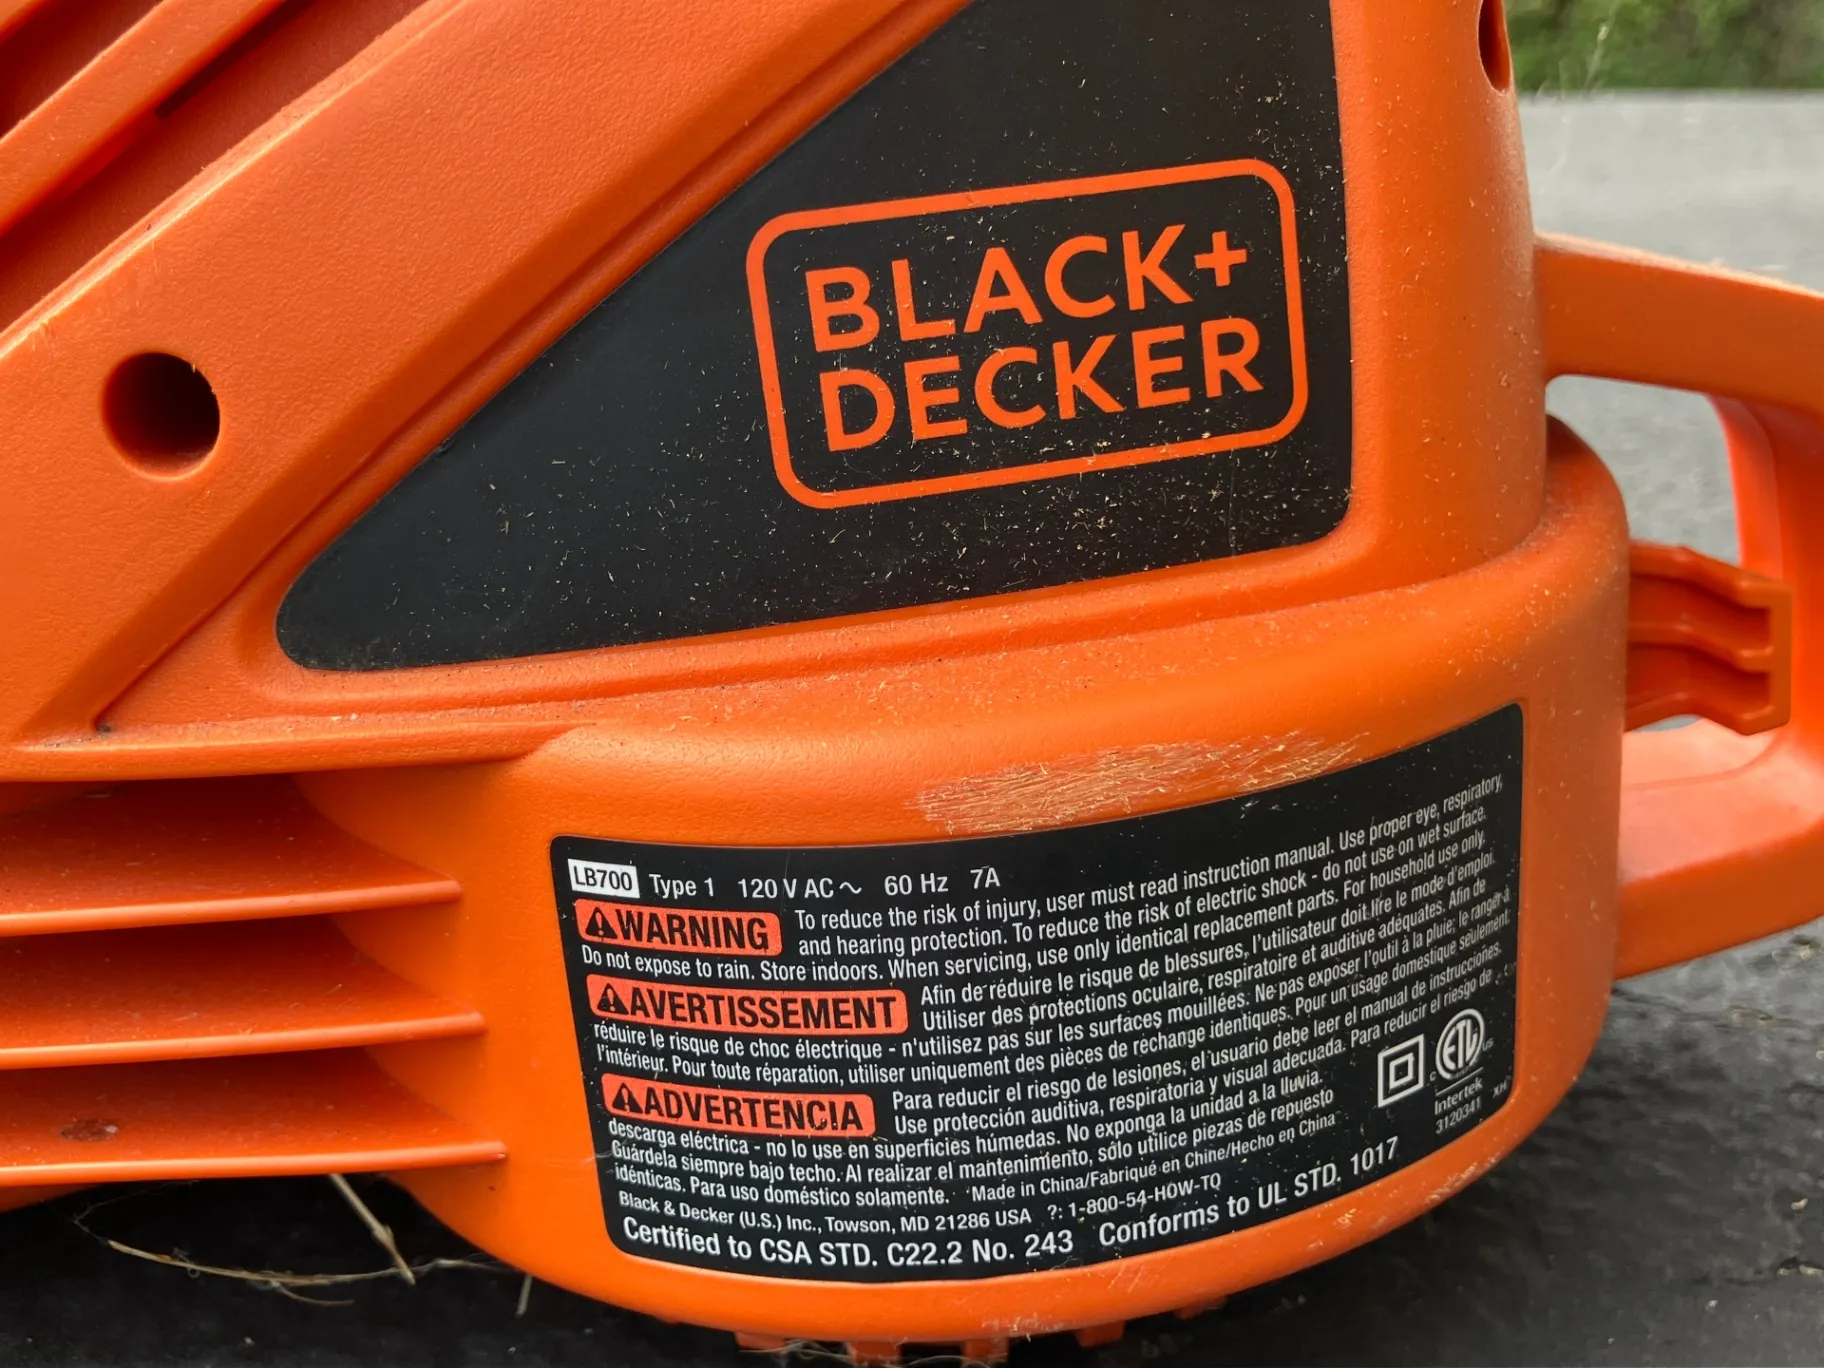 BLACK+
DECKER
LB700 Type 1 120 V AC~ 60 Hz 7A
⚠WARNING To reduce the risk of injury, user must read instruction manual. Use proper eye, respiratory,
and hearing protection. To reduce the risk of electric shock - do not use on wet surface.
Do not expose to rain. Store indoors. When servicing, use only identical replacement parts. For household use only.
⚠AVERTISSEMENT Afin de réduire le risque de blessures, l'utilisateur doit lire le mode d'emploi.
Utiliser des protections oculaire, respiratoire et auditive adéquates. Afin de
réduire le risque de choc électrique - n'utilisez pas sur les surfaces mouillées. Ne pas exposer l'outil à la pluie; le ranger à
l'intérieur. Pour toute réparation, utiliser uniquement des pièces de rechange identiques. Pour un usage domestique seulement.
⚠ADVERTENCIA Para reducir el riesgo de lesiones, el usuario debe leer el manual de instrucciones.
Use protección auditiva, respiratoria y visual adecuada. Para reducir el riesgo de
descarga eléctrica - no lo use en superficies húmedas. No exponga la unidad a la lluvia.
Guárdela siempre bajo techo. Al realizar el mantenimiento, sólo utilice piezas de repuesto
idénticas. Para uso doméstico solamente. Made in China/Fabriqué en Chine/Hecho en China
Black & Decker (U.S.) Inc., Towson, MD 21286 USA ?: 1-800-54-HOW-TQ
Certified to CSA STD. C22.2 No. 243 Conforms to UL STD. 1017
c ETL us
Intertek
3120341